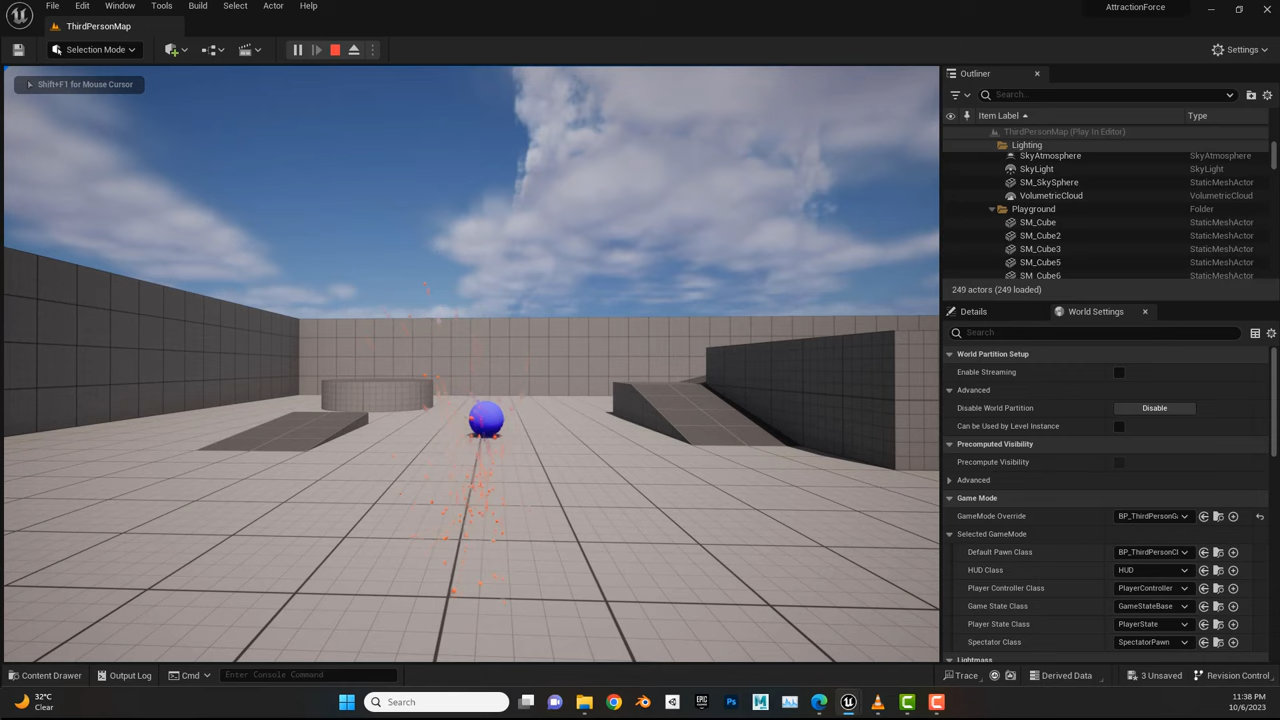 File Edit Window Tools Build Select Actor Help
AttractionForce
ThirdPersonMap
Selection Mode
Settings
Shift+F1 for Mouse Cursor
Outliner
Search...
Item Label Type
ThirdPersonMap (Play In Editor)
Lighting
SkyAtmosphere SkyAtmosphere
SkyLight SkyLight
SM_SkySphere StaticMeshActor
VolumetricCloud VolumetricCloud
Playground Folder
SM_Cube StaticMeshActor
SM_Cube2 StaticMeshActor
SM_Cube3 StaticMeshActor
SM_Cube5 StaticMeshActor
SM_Cube6 StaticMeshActor
249 actors (249 loaded)
Details World Settings
Search
World Partition Setup
Enable Streaming
Advanced
Disable World Partition Disable
Can be Used by Level Instance
Precomputed Visibility
Precompute Visibility
Advanced
Game Mode
GameMode Override BP_ThirdPersonGa
Selected GameMode
Default Pawn Class BP_ThirdPersonCl
HUD Class HUD
Player Controller Class PlayerController
Game State Class GameStateBase
Player State Class PlayerState
Spectator Class SpectatorPawn
Lightmass
Content Drawer Output Log Cmd Enter Console Command Trace Derived Data 3 Unsaved Revision Control
32°C
Clear
Search
11:38 PM
10/6/2023